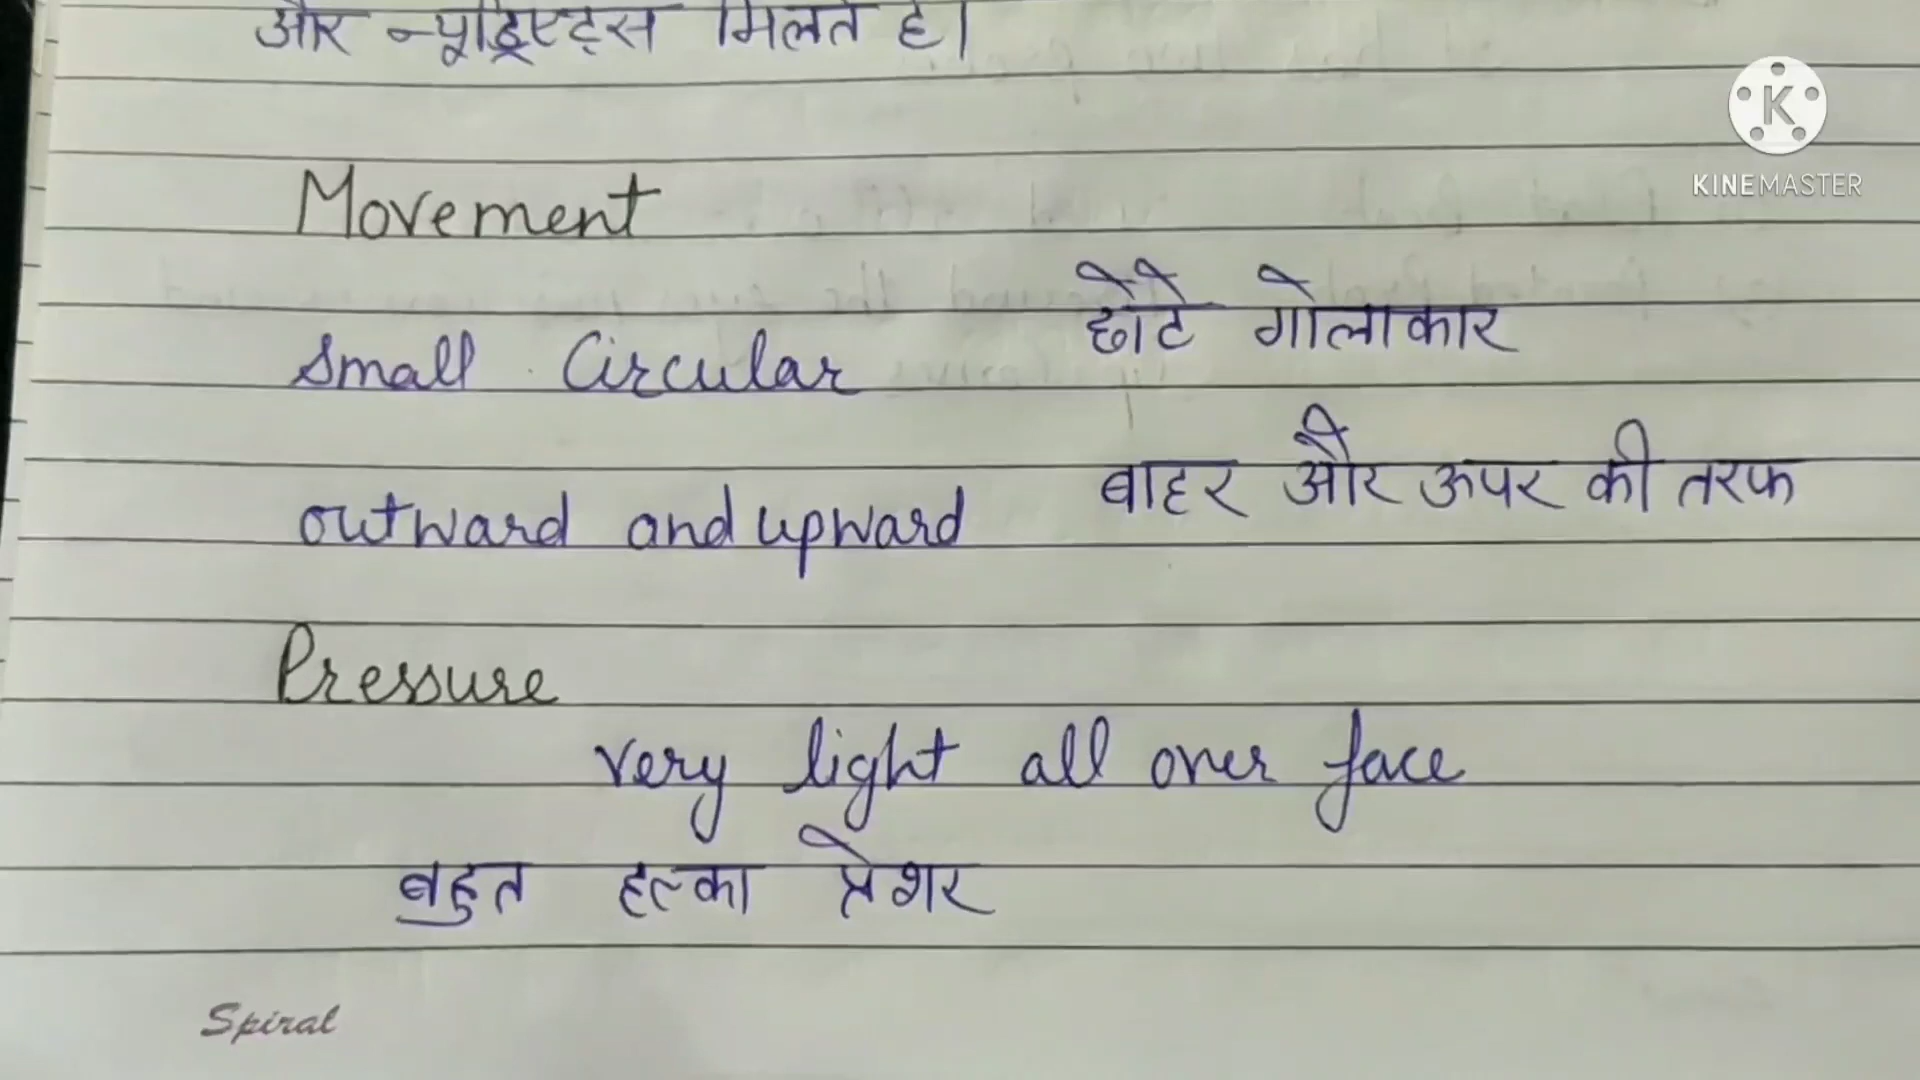 और न्यूट्रिएंट्स मिलते है।
K
KINEMASTER
Movement
Small Circular छोटे गोलाकार
outward and upward बाहर और ऊपर की तरफ
Pressure
very light all over face
बहुत हल्का प्रेशर
Spiral